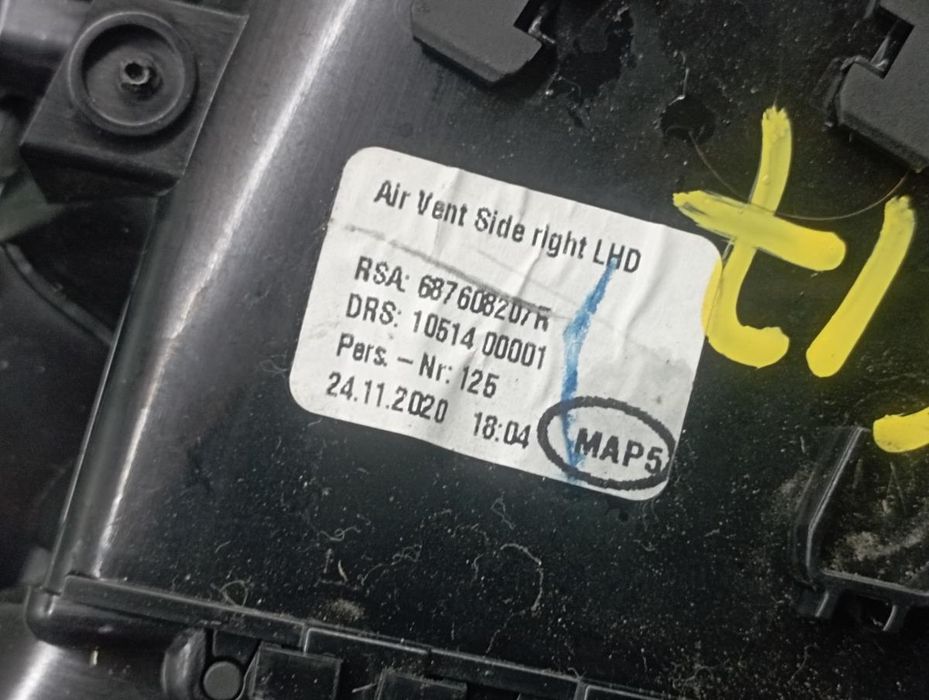 Air Vent Side right LHD
RSA: 687608207R
DRS: 10514 00001
Pers. – Nr: 125
24.11.2020 18:04
MAP5